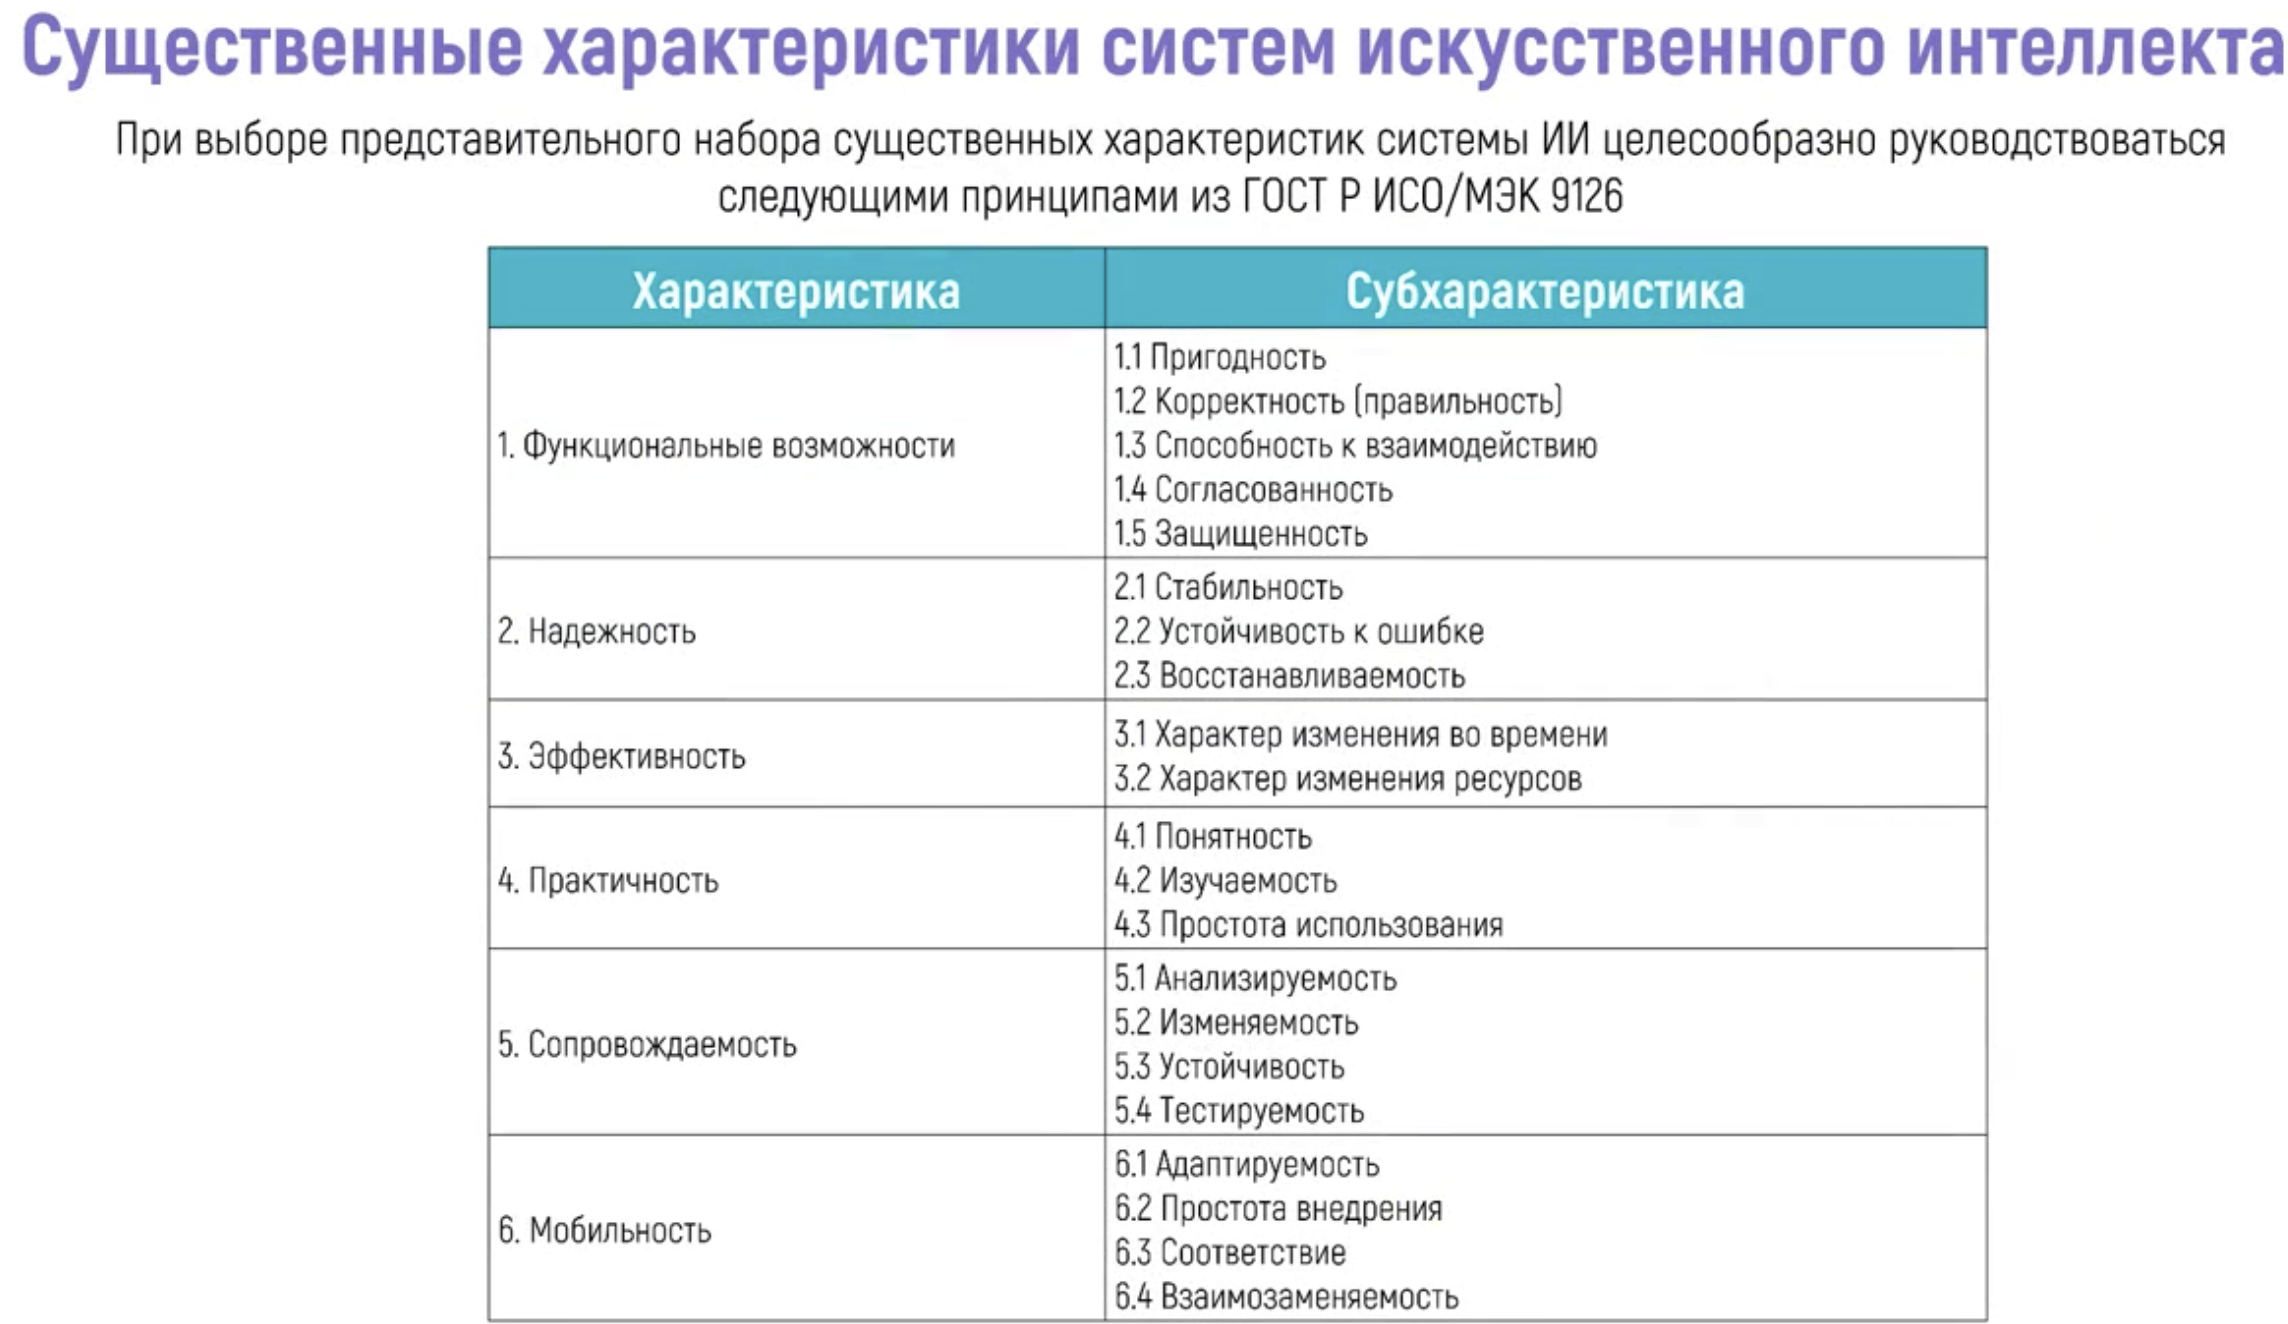 Существенные характеристики систем искусственного интеллекта
При выборе представительного набора существенных характеристик системы ИИ целесообразно руководствоваться
следующими принципами из ГОСТ Р ИСО/МЭК 9126
Характеристика
Субхарактеристика
1. Функциональные возможности
1.1 Пригодность
1.2 Корректность (правильность)
1.3 Способность к взаимодействию
1.4 Согласованность
1.5 Защищенность
2. Надежность
2.1 Стабильность
2.2 Устойчивость к ошибке
2.3 Восстанавливаемость
3. Эффективность
3.1 Характер изменения во времени
3.2 Характер изменения ресурсов
4. Практичность
4.1 Понятность
4.2 Изучаемость
4.3 Простота использования
5. Сопровождаемость
5.1 Анализируемость
5.2 Изменяемость
5.3 Устойчивость
5.4 Тестируемость
6. Мобильность
6.1 Адаптируемость
6.2 Простота внедрения
6.3 Соответствие
6.4 Взаимозаменяемость